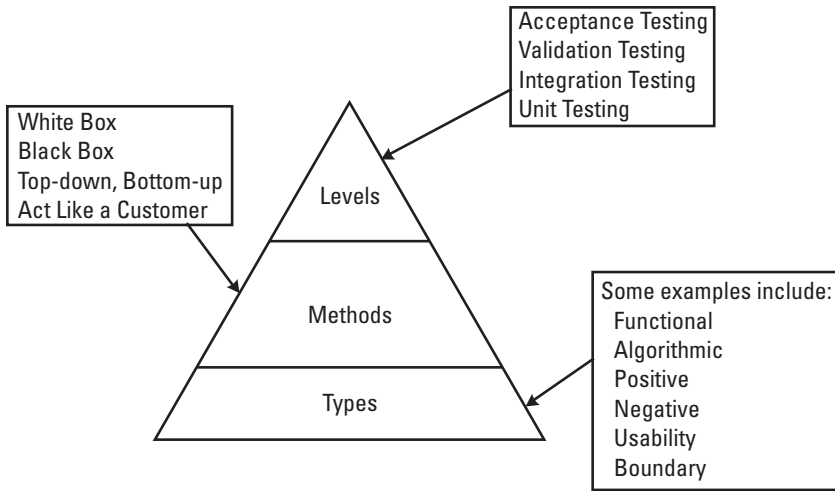 Acceptance Testing
Validation Testing
Integration Testing
Unit Testing
White Box
Black Box
Top-down, Bottom-up
Act Like a Customer
Levels
Methods
Types
Some examples include:
Functional
Algorithmic
Positive
Negative
Usability
Boundary